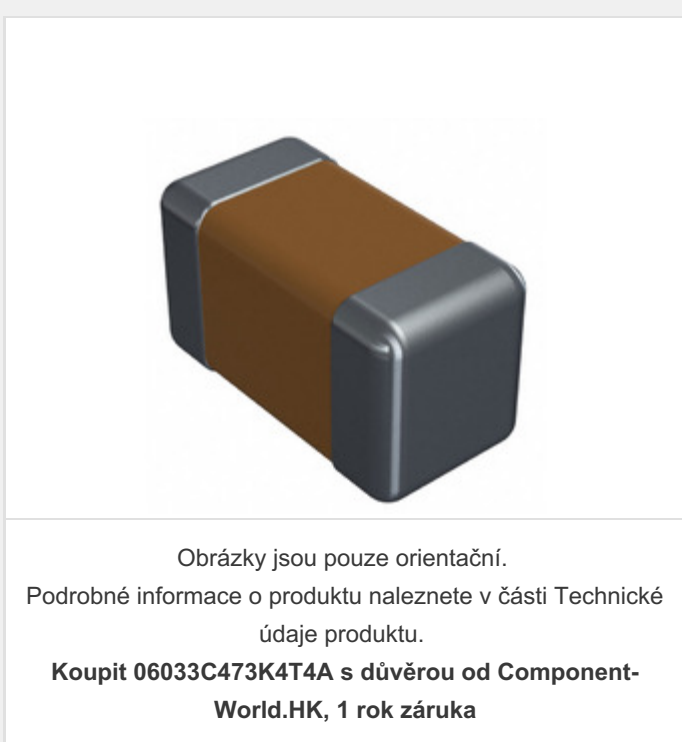 Obrázky jsou pouze orientační.
Podrobné informace o produktu naleznete v části Technické
údaje produktu.
Koupit 06033C473K4T4A s důvěrou od Component-
World.HK, 1 rok záruka